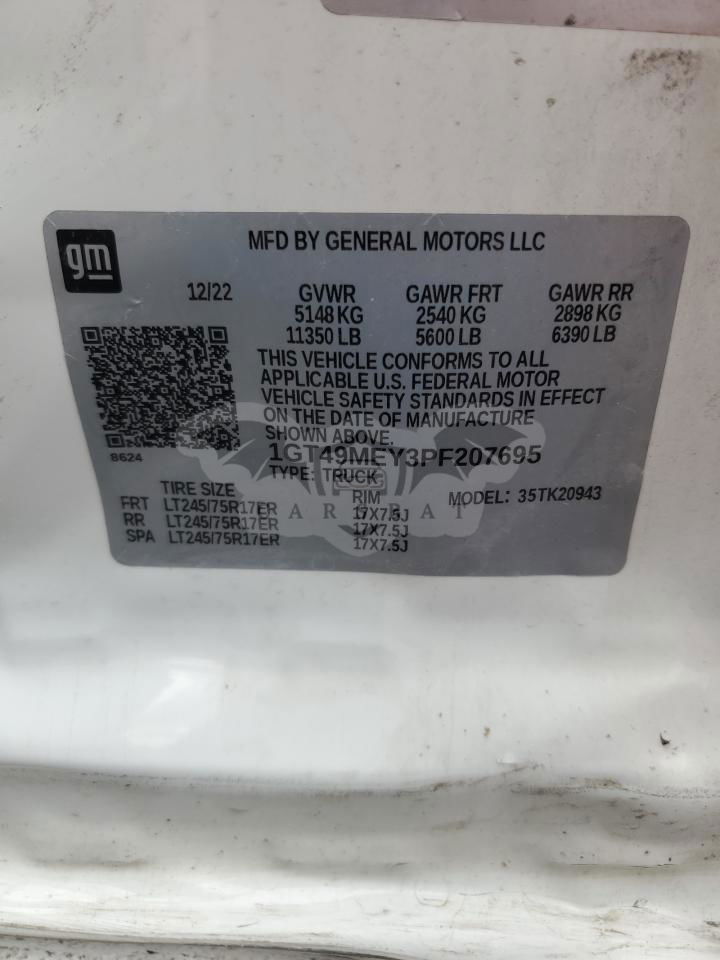 gm
MFD BY GENERAL MOTORS LLC
12/22 GVWR GAWR FRT GAWR RR
5148 KG 2540 KG 2898 KG
11350 LB 5600 LB 6390 LB
THIS VEHICLE CONFORMS TO ALL
APPLICABLE U.S. FEDERAL MOTOR
VEHICLE SAFETY STANDARDS IN EFFECT
ON THE DATE OF MANUFACTURE
SHOWN ABOVE.
8624
1GT49MEY3PF207695
TYPE: TRUCK
TIRE SIZE RIM MODEL: 35TK20943
FRT LT245/75R17ER 17X7.5J
RR LT245/75R17ER 17X7.5J
SPA LT245/75R17ER 17X7.5J
CARBAT